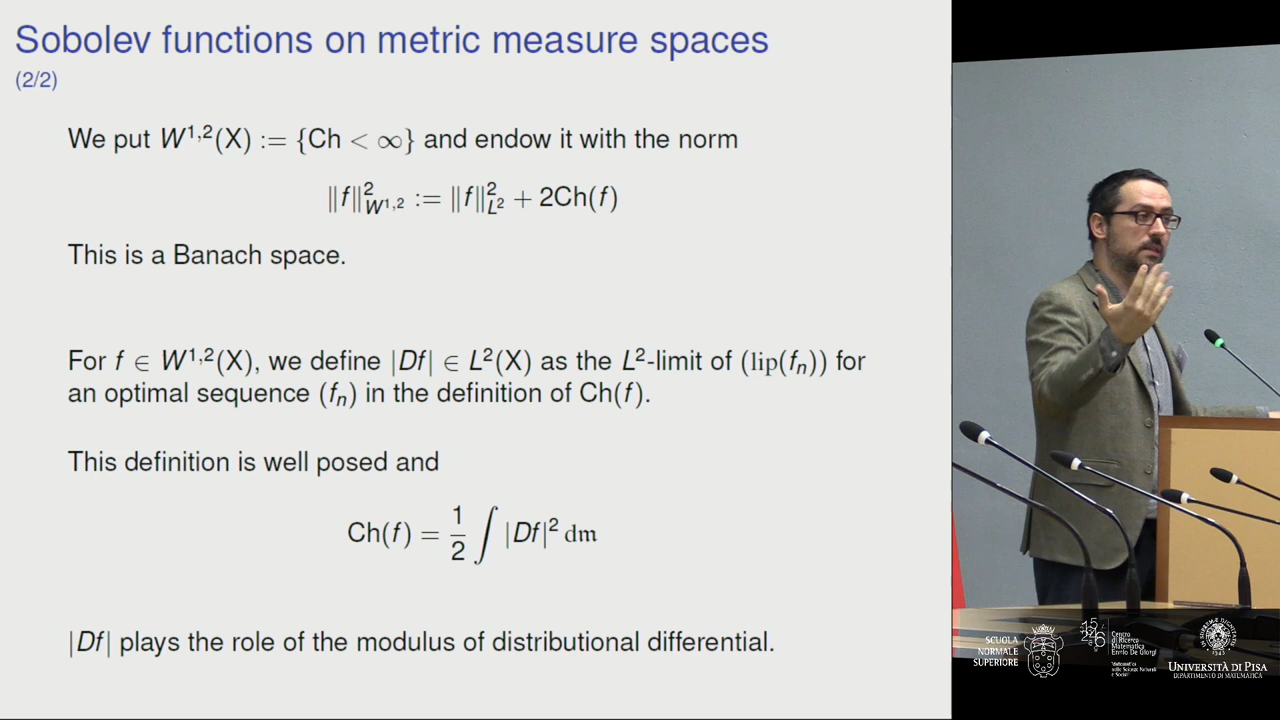 Sobolev functions on metric measure spaces
(2/2)
We put W^{1,2}(X) := {Ch < ∞} and endow it with the norm
‖f‖²_{W^{1,2}} := ‖f‖²_{L²} + 2Ch(f)
This is a Banach space.
For f ∈ W^{1,2}(X), we define |Df| ∈ L²(X) as the L²-limit of (lip(f_n)) for
an optimal sequence (f_n) in the definition of Ch(f).
This definition is well posed and
Ch(f) = 1/2 ∫ |Df|² dm
|Df| plays the role of the modulus of distributional differential.
SCUOLA
NORMALE
SUPERIORE
Centro
di Ricerca
Matematica
Ennio De Giorgi
UNIVERSITÀ DI PISA
DIPARTIMENTO DI MATEMATICA